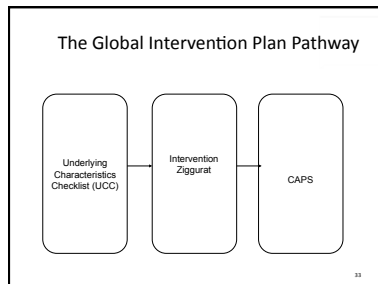 The Global Intervention Plan Pathway
Underlying
Characteristics
Checklist (UCC)
Intervention
Ziggurat
CAPS
33